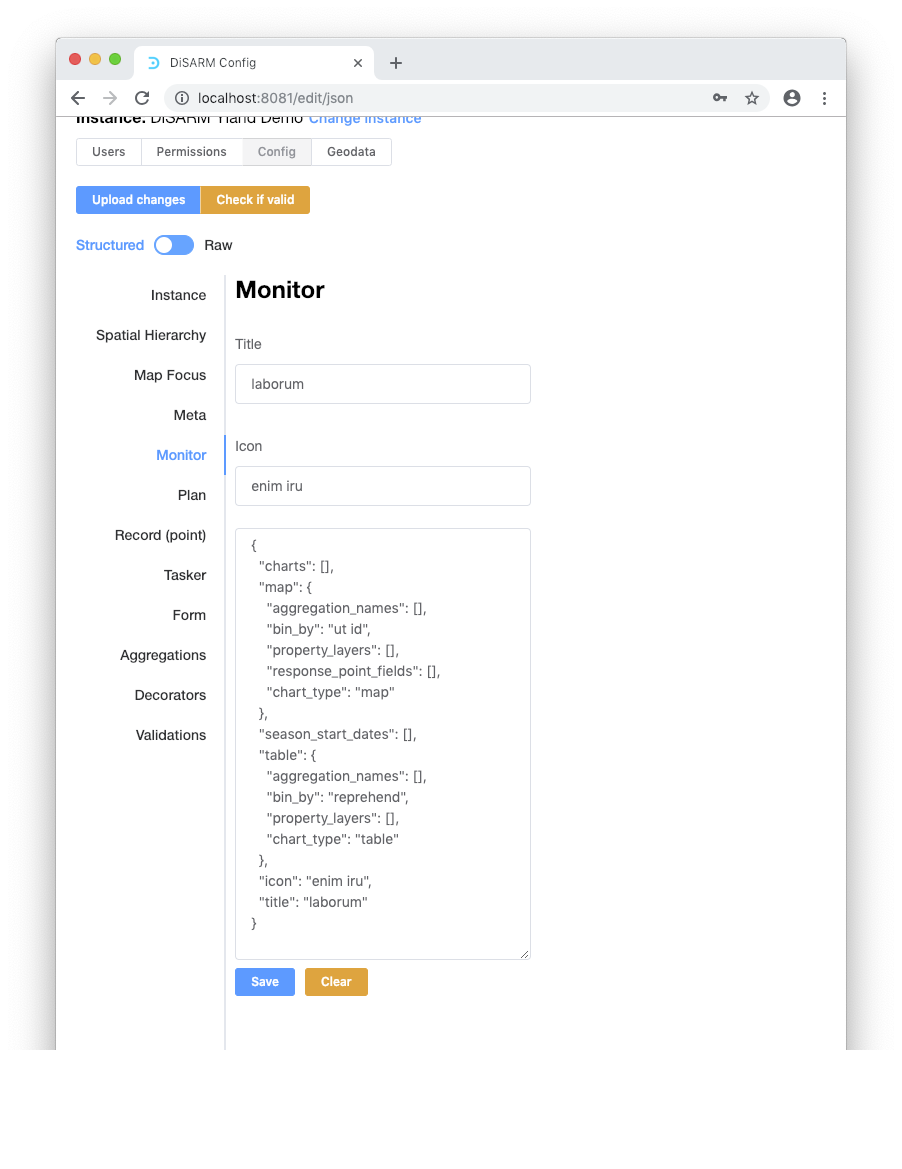 DiSARM Config
localhost:8081/edit/json
Instance: DiSARM Yland Demo Change instance
Users Permissions Config Geodata
Upload changes Check if valid
Structured Raw
Instance
Spatial Hierarchy
Map Focus
Meta
Monitor
Plan
Record (point)
Tasker
Form
Aggregations
Decorators
Validations
Monitor
Title
laborum
Icon
enim iru
{
  "charts": [],
  "map": {
    "aggregation_names": [],
    "bin_by": "ut id",
    "property_layers": [],
    "response_point_fields": [],
    "chart_type": "map"
  },
  "season_start_dates": [],
  "table": {
    "aggregation_names": [],
    "bin_by": "reprehend",
    "property_layers": [],
    "chart_type": "table"
  },
  "icon": "enim iru",
  "title": "laborum"
}
Save Clear